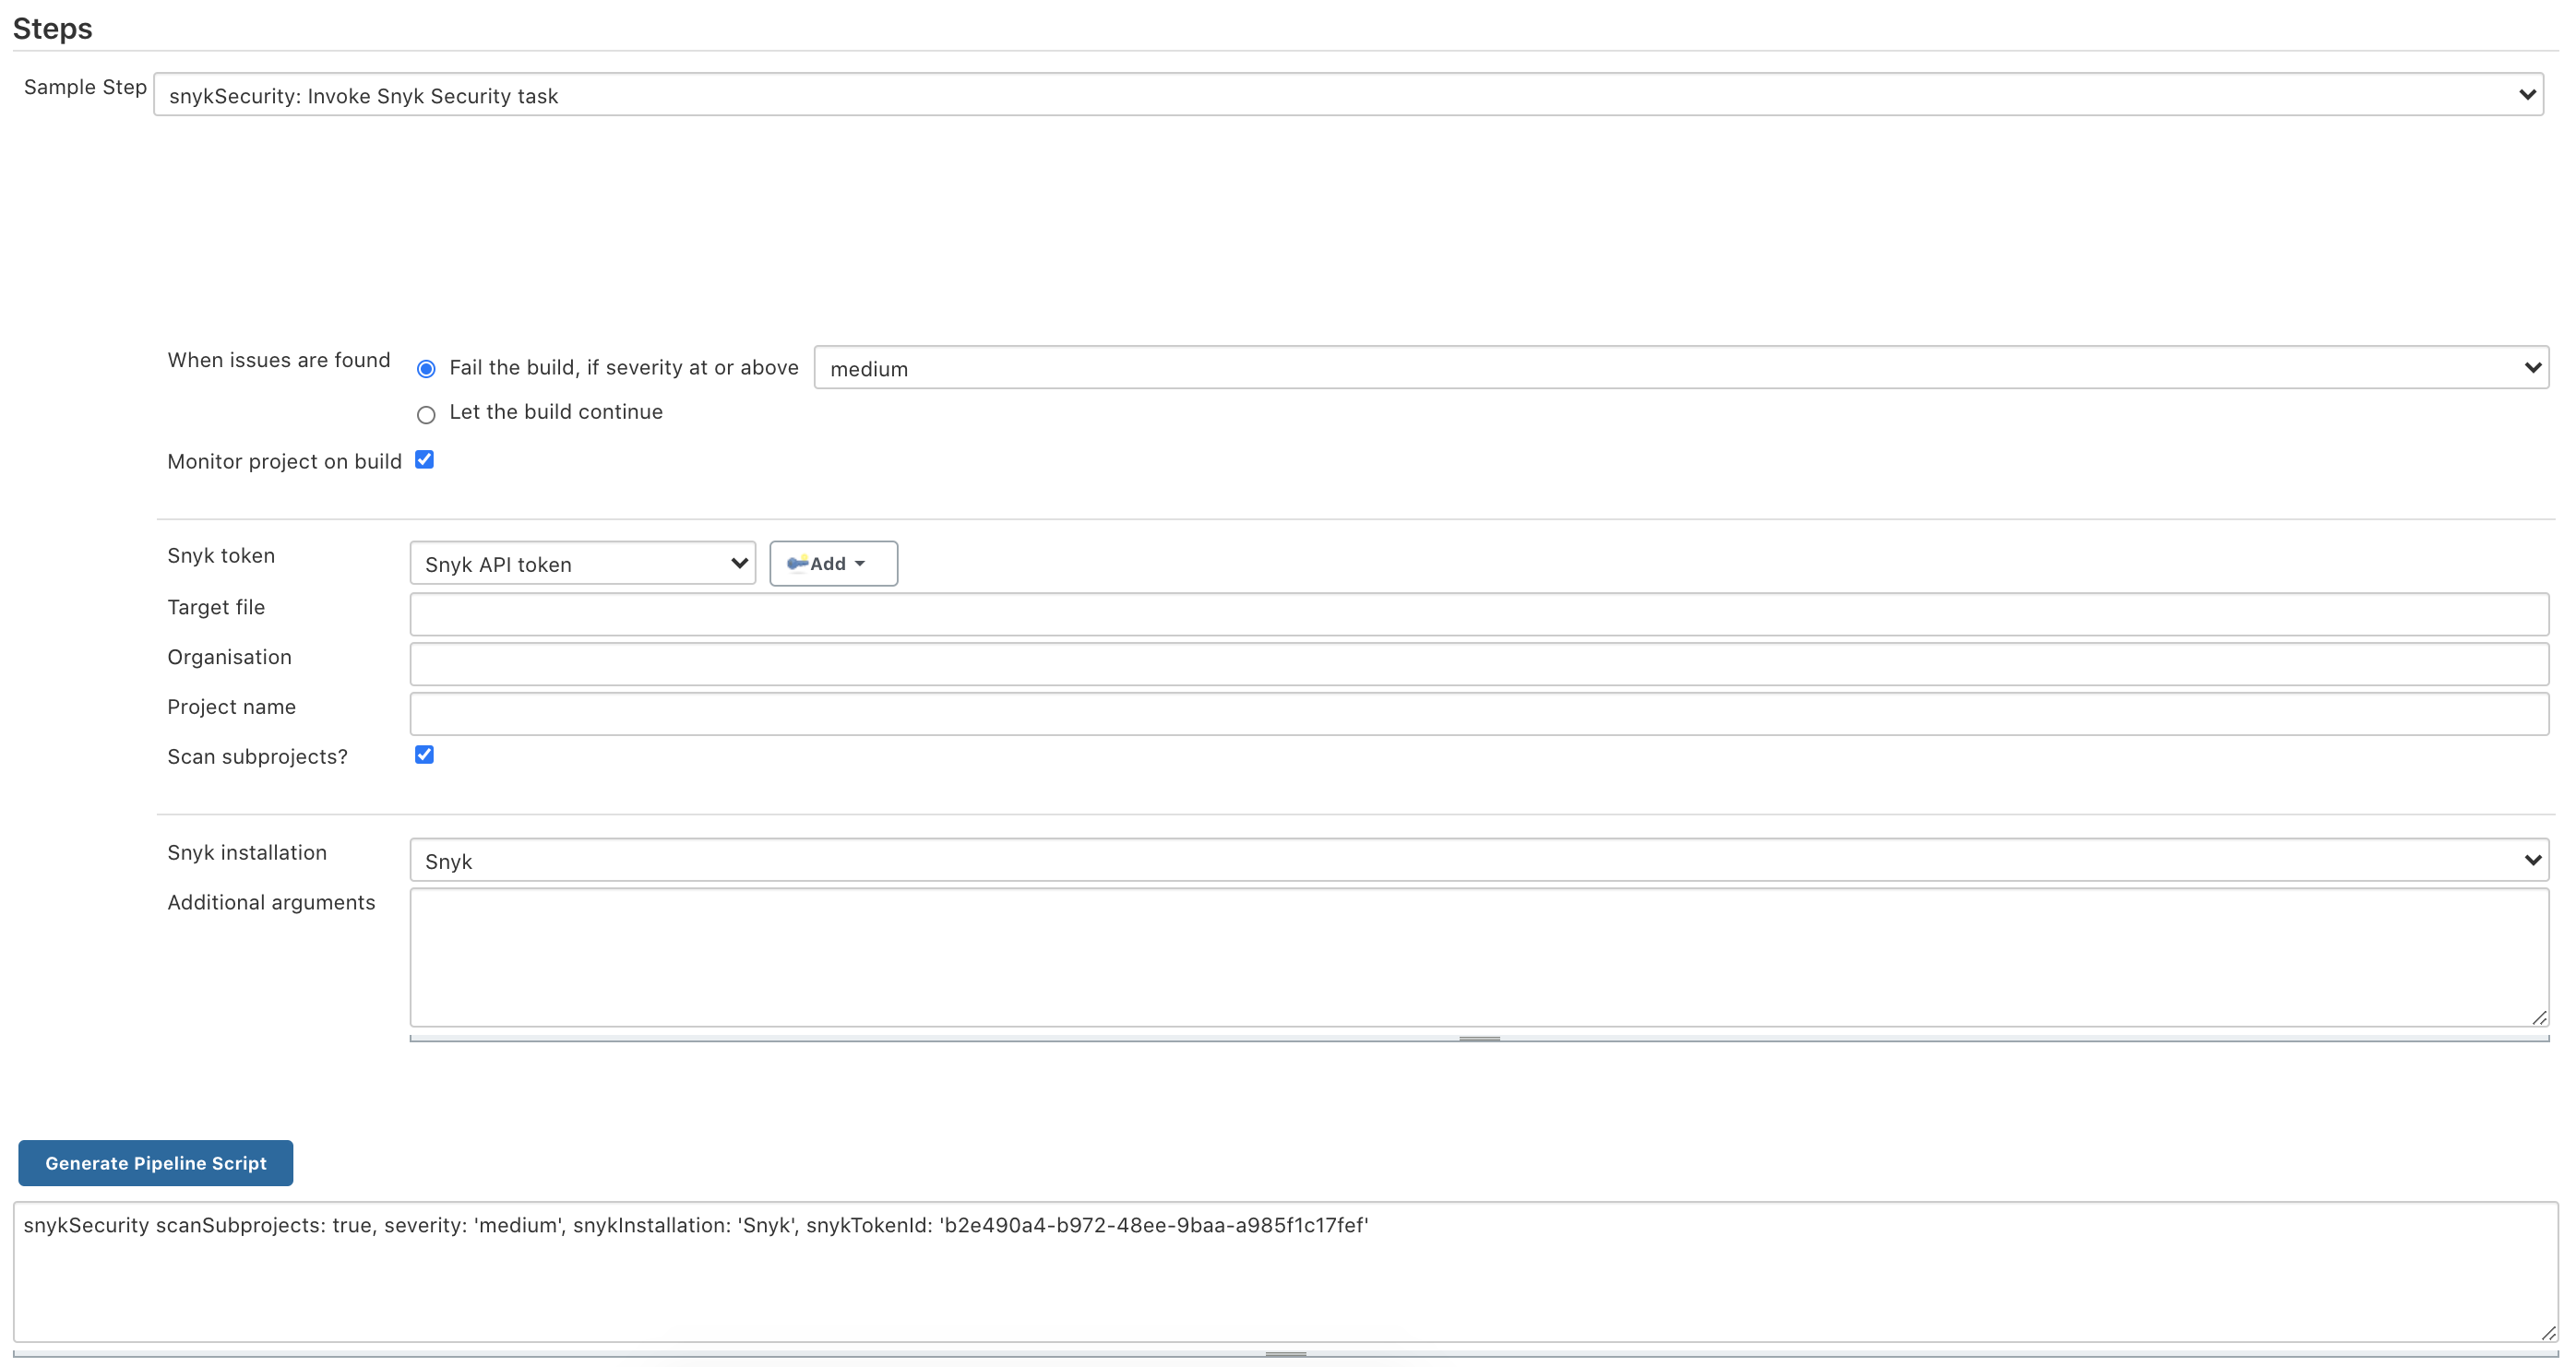 Steps
Sample Step
snykSecurity: Invoke Snyk Security task
When issues are found
Fail the build, if severity at or above
medium
Let the build continue
Monitor project on build
Snyk token
Snyk API token
Add
Target file
Organisation
Project name
Scan subprojects?
Snyk installation
Snyk
Additional arguments
Generate Pipeline Script
snykSecurity scanSubprojects: true, severity: 'medium', snykInstallation: 'Snyk', snykTokenId: 'b2e490a4-b972-48ee-9baa-a985f1c17fef'